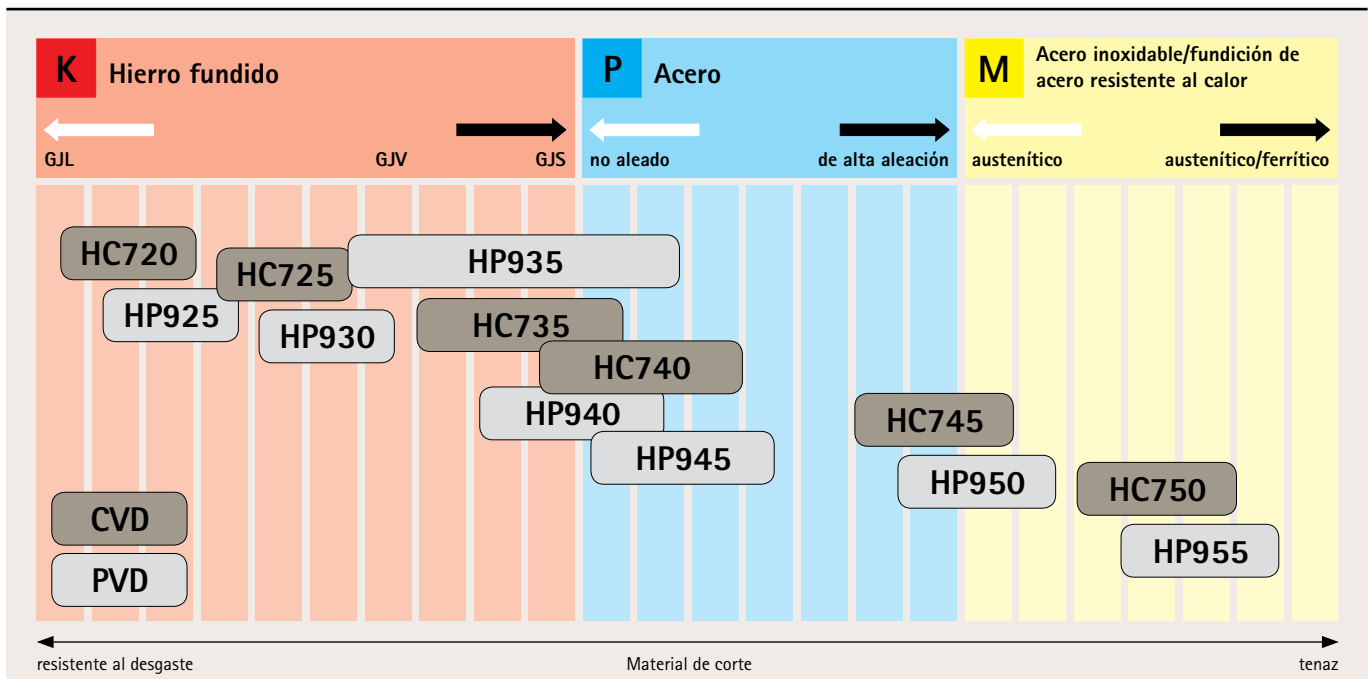 K
Hierro fundido
P
Acero
M
Acero inoxidable/fundición de
acero resistente al calor
GJL
GJV
GJS
no aleado
de alta aleación
austenítico
austenítico/ferrítico
HC720
HC725
HP935
HP925
HP930
HC735
HC740
HP940
HP945
HC745
HP950
HC750
HP955
CVD
PVD
resistente al desgaste
Material de corte
tenaz